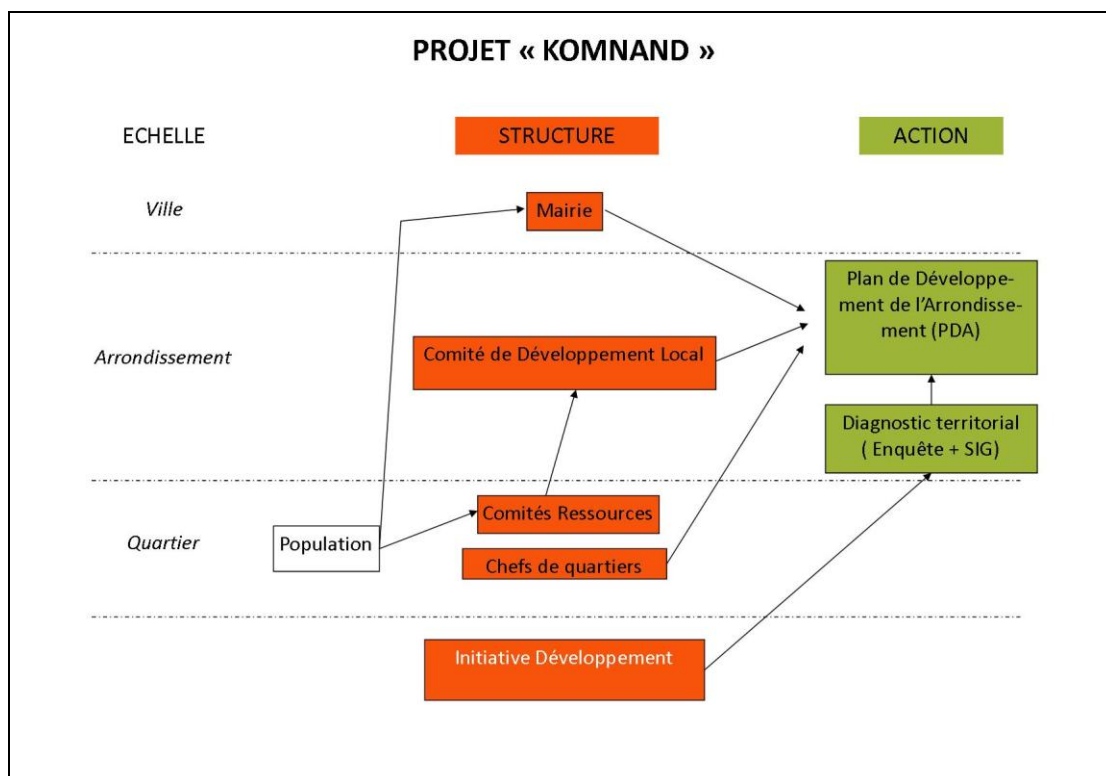 PROJET « KOMNAND »
ECHELLE
STRUCTURE
ACTION
Ville
Mairie
Plan de Développe-
ment de l'Arrondisse-
ment (PDA)
Arrondissement
Comité de Développement Local
Diagnostic territorial
( Enquête + SIG)
Quartier
Population
Comités Ressources
Chefs de quartiers
Initiative Développement